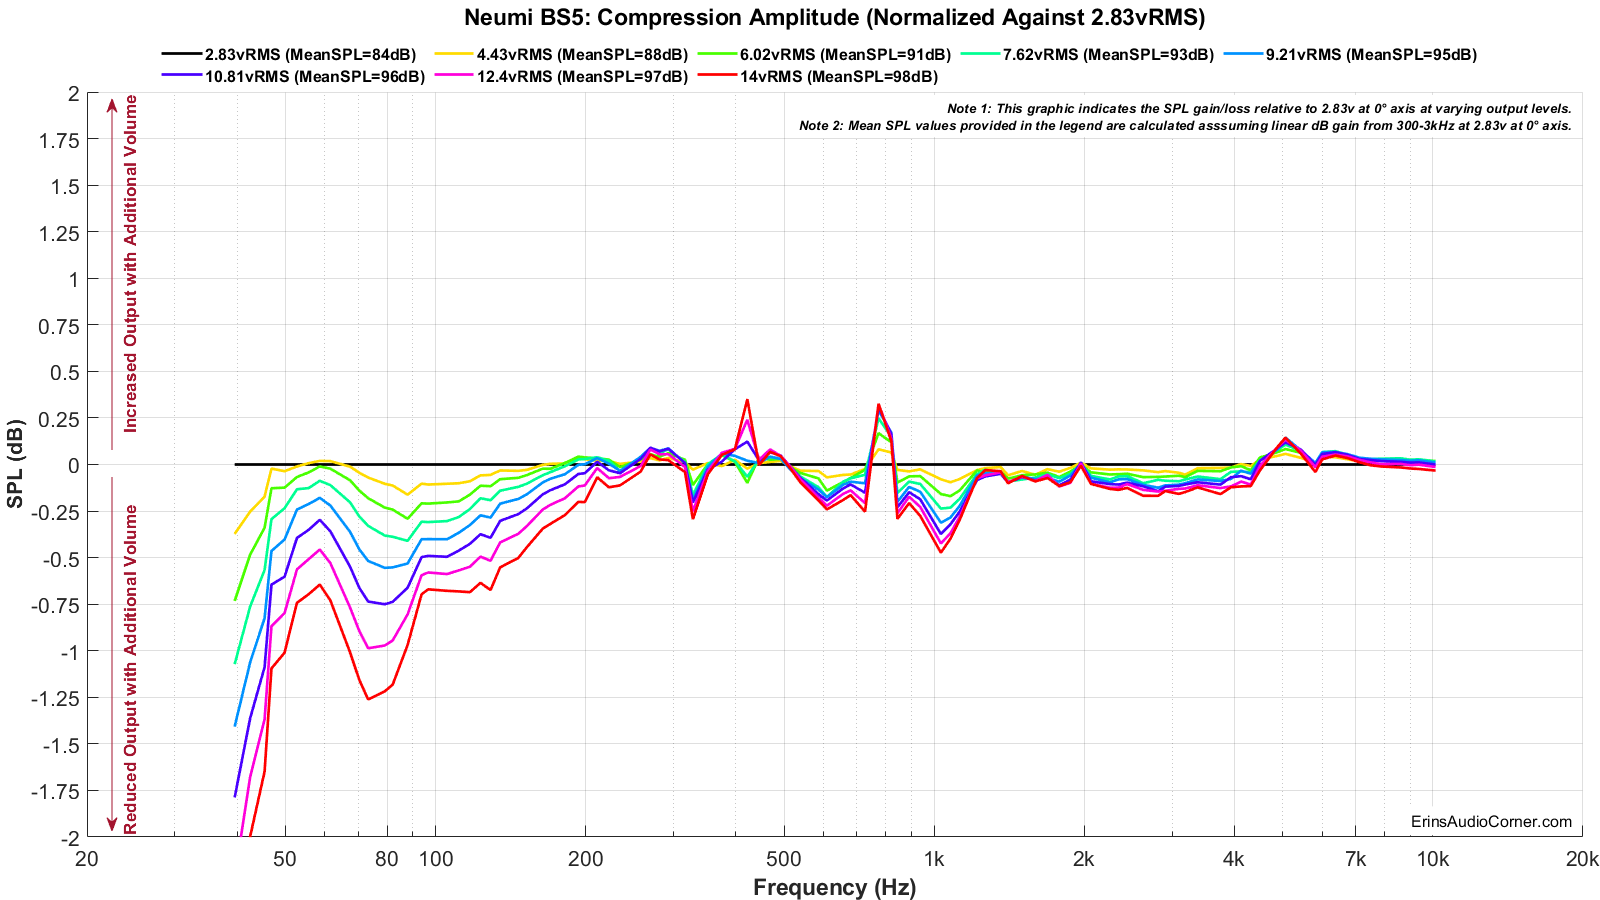 Neumi BS5: Compression Amplitude (Normalized Against 2.83vRMS)
2.83vRMS (MeanSPL=84dB) 4.43vRMS (MeanSPL=88dB) 6.02vRMS (MeanSPL=91dB) 7.62vRMS (MeanSPL=93dB) 9.21vRMS (MeanSPL=95dB)
10.81vRMS (MeanSPL=96dB) 12.4vRMS (MeanSPL=97dB) 14vRMS (MeanSPL=98dB)
Note 1: This graphic indicates the SPL gain/loss relative to 2.83v at 0° axis at varying output levels.
Note 2: Mean SPL values provided in the legend are calculated asssuming linear dB gain from 300-3kHz at 2.83v at 0° axis.
SPL (dB)
2
1.75
1.5
1.25
1
0.75
0.5
0.25
0
-0.25
-0.5
-0.75
-1
-1.25
-1.5
-1.75
-2
Increased Output with Additional Volume
Reduced Output with Additional Volume
ErinsAudioCorner.com
20 50 80 100 200 500 1k 2k 4k 7k 10k 20k
Frequency (Hz)